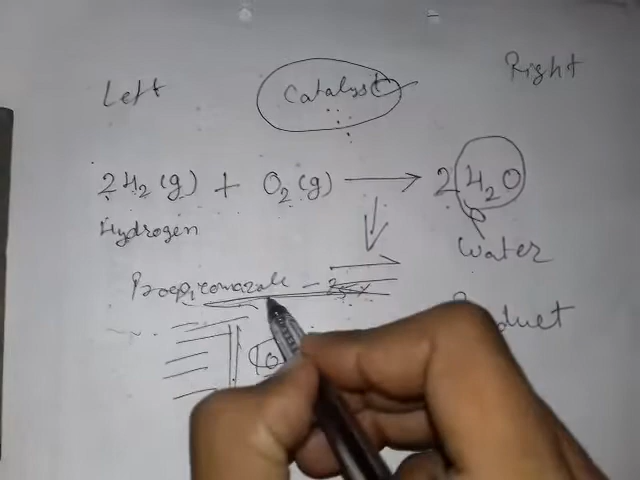 Left Catalyst Right
2H₂(g) + O₂(g) → 2H₂O
Hydrogen
Water
Propiconazole -